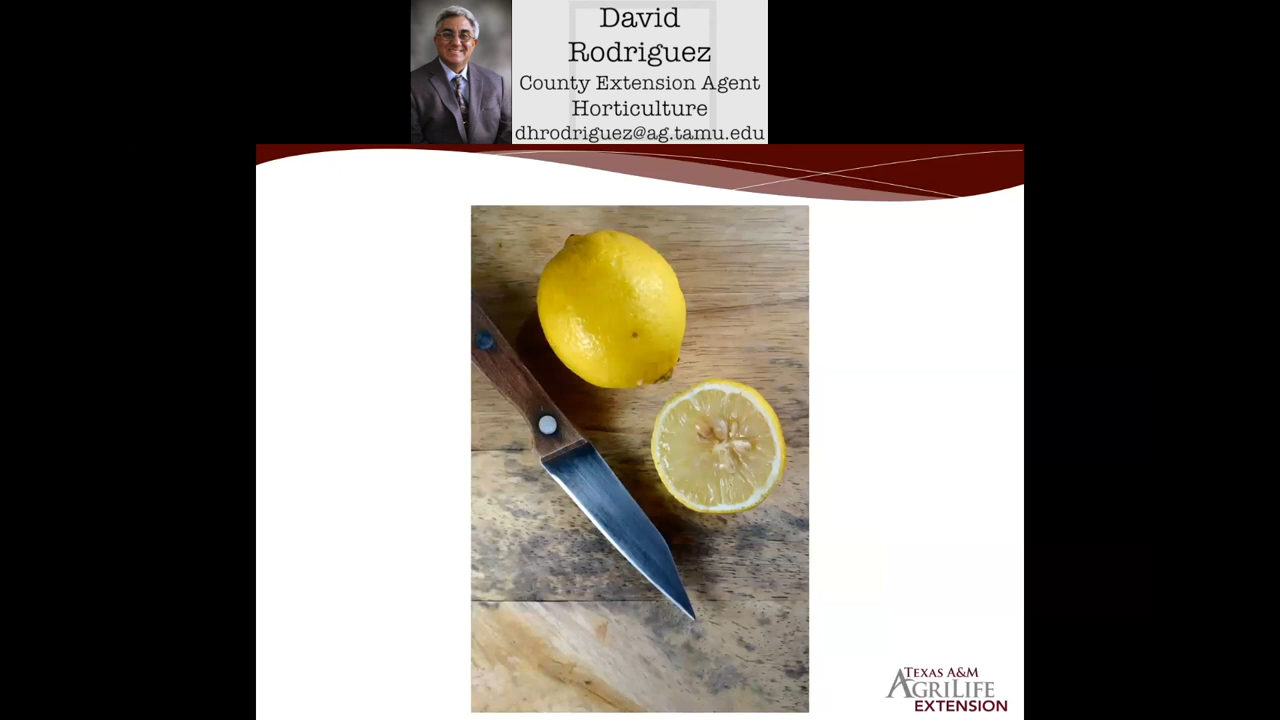 David
Rodriguez
County Extension Agent
Horticulture
dhrodriguez@ag.tamu.edu
TEXAS A&M
AGRILIFE
EXTENSION